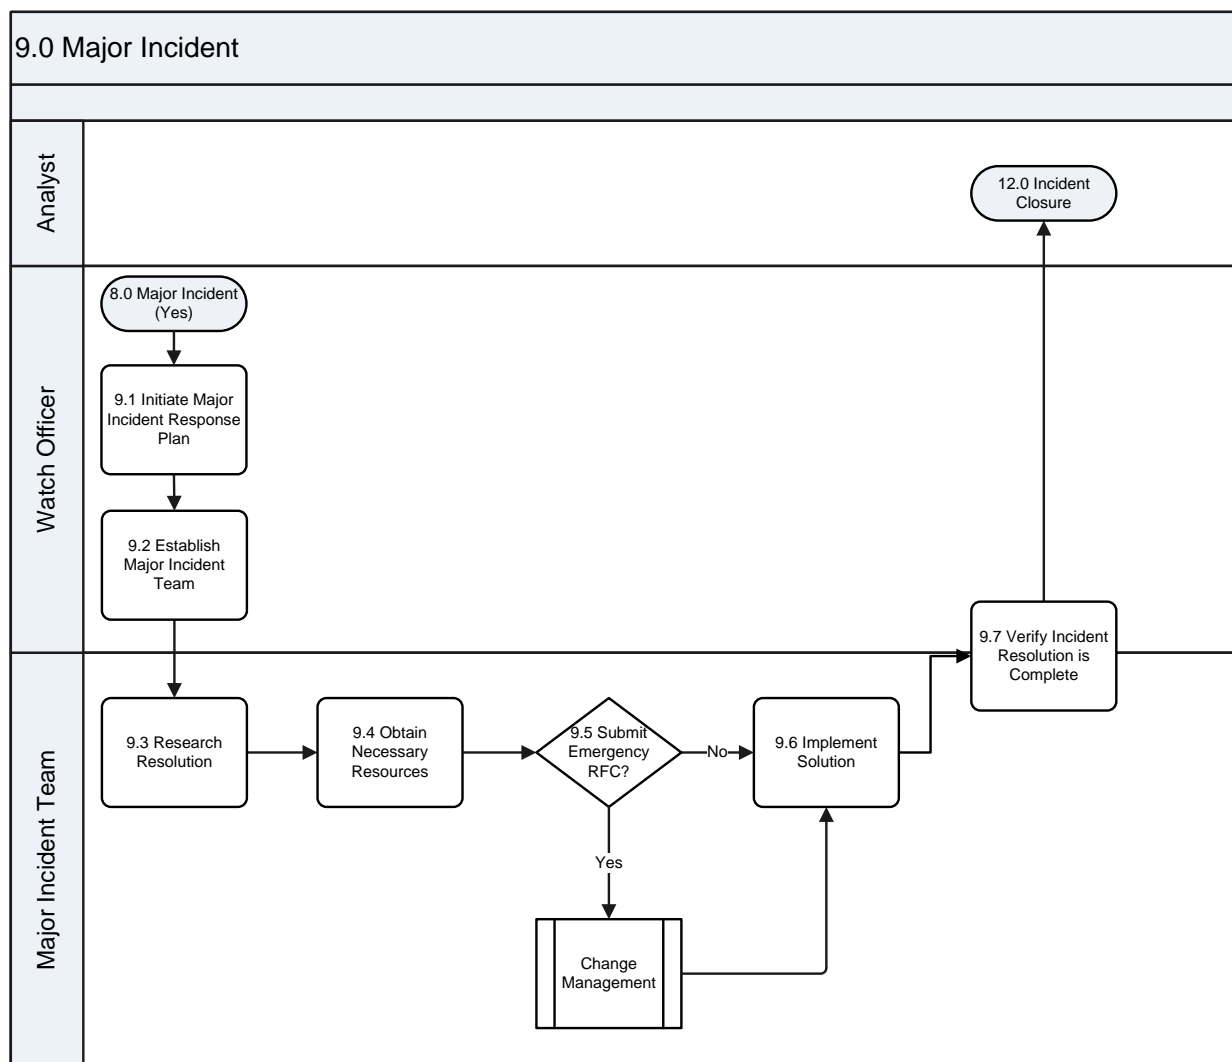 9.0 Major Incident
Analyst
12.0 Incident
Closure
Watch Officer
8.0 Major Incident
(Yes)
9.1 Initiate Major
Incident Response
Plan
9.2 Establish
Major Incident
Team
9.7 Verify Incident
Resolution is
Complete
Major Incident Team
9.3 Research
Resolution
9.4 Obtain
Necessary
Resources
9.5 Submit
Emergency
RFC?
No
9.6 Implement
Solution
Yes
Change
Management